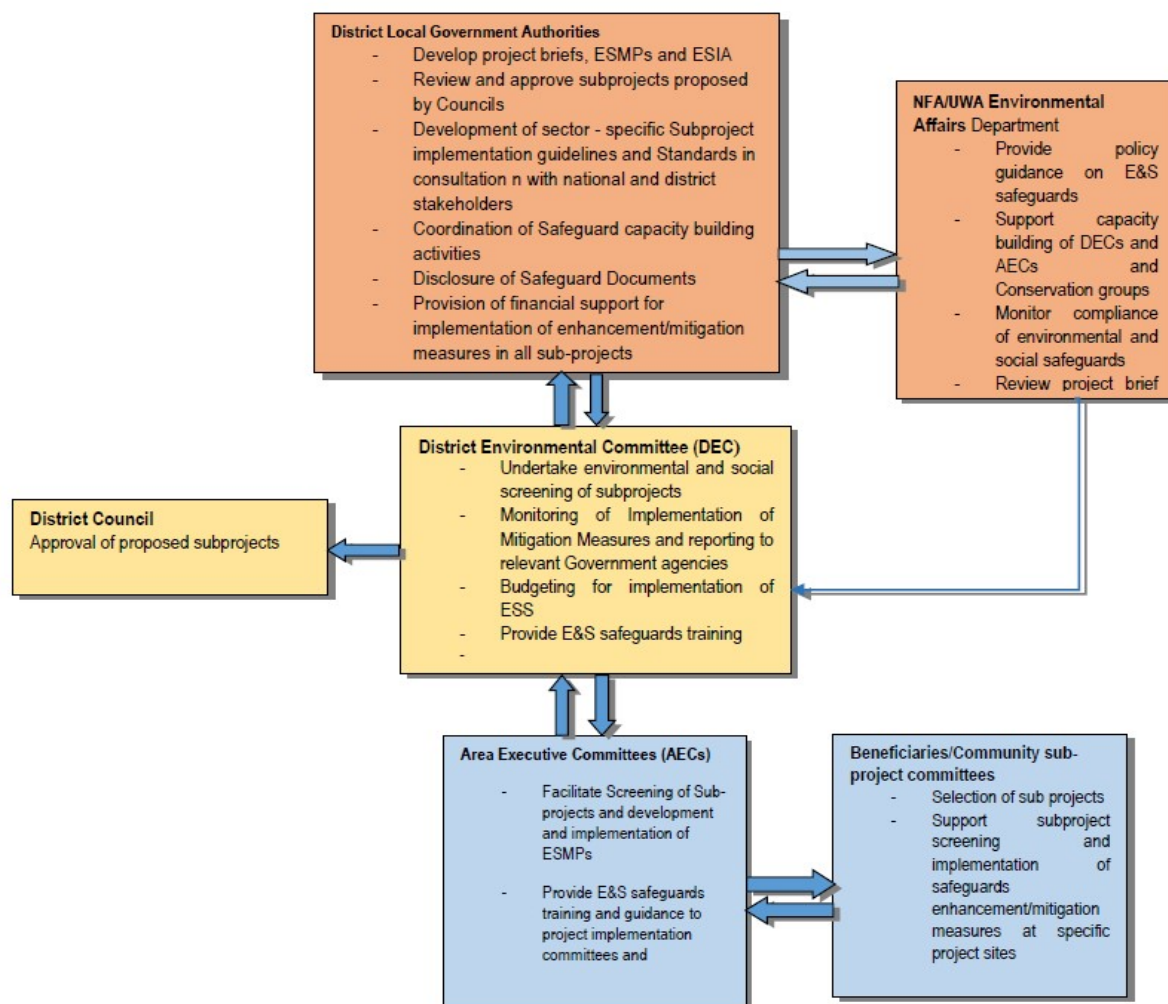 District Local Government Authorities
- Develop project briefs, ESMPs and ESIA
- Review and approve subprojects proposed
by Councils
- Development of sector - specific Subproject
implementation guidelines and Standards in
consultation n with national and district
stakeholders
- Coordination of Safeguard capacity building
activities
- Disclosure of Safeguard Documents
- Provision of financial support for
implementation of enhancement/mitigation
measures in all sub-projects
NFA/UWA Environmental
Affairs Department
- Provide policy
guidance on E&S
safeguards
- Support capacity
building of DECs and
AECs and
Conservation groups
- Monitor compliance
of environmental and
social safeguards
- Review project brief
District Environmental Committee (DEC)
- Undertake environmental and social
screening of subprojects
- Monitoring of Implementation of
Mitigation Measures and reporting to
relevant Government agencies
- Budgeting for implementation of
ESS
- Provide E&S safeguards training
-
District Council
Approval of proposed subprojects
Area Executive Committees (AECs)
- Facilitate Screening of Sub-
projects and development
and implementation of
ESMPs
- Provide E&S safeguards
training and guidance to
project implementation
committees and
Beneficiaries/Community sub-
project committees
- Selection of sub projects
- Support subproject
screening and
implementation of
safeguards
enhancement/mitigation
measures at specific
project sites